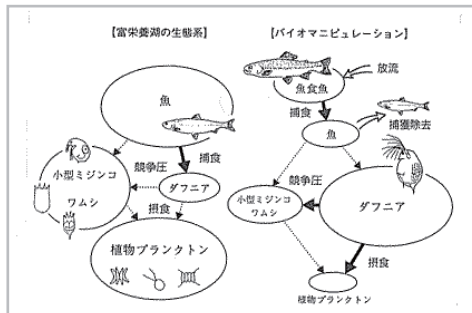 【富栄養湖の生態系】
魚
捕食
競争圧
小型ミジンコ
ワムシ
ダフニア
摂食
植物プランクトン
【バイオマニピュレーション】
魚食魚
放流
捕食
魚
捕獲除去
競争圧
小型ミジンコ
ワムシ
ダフニア
摂食
植物プランクトン